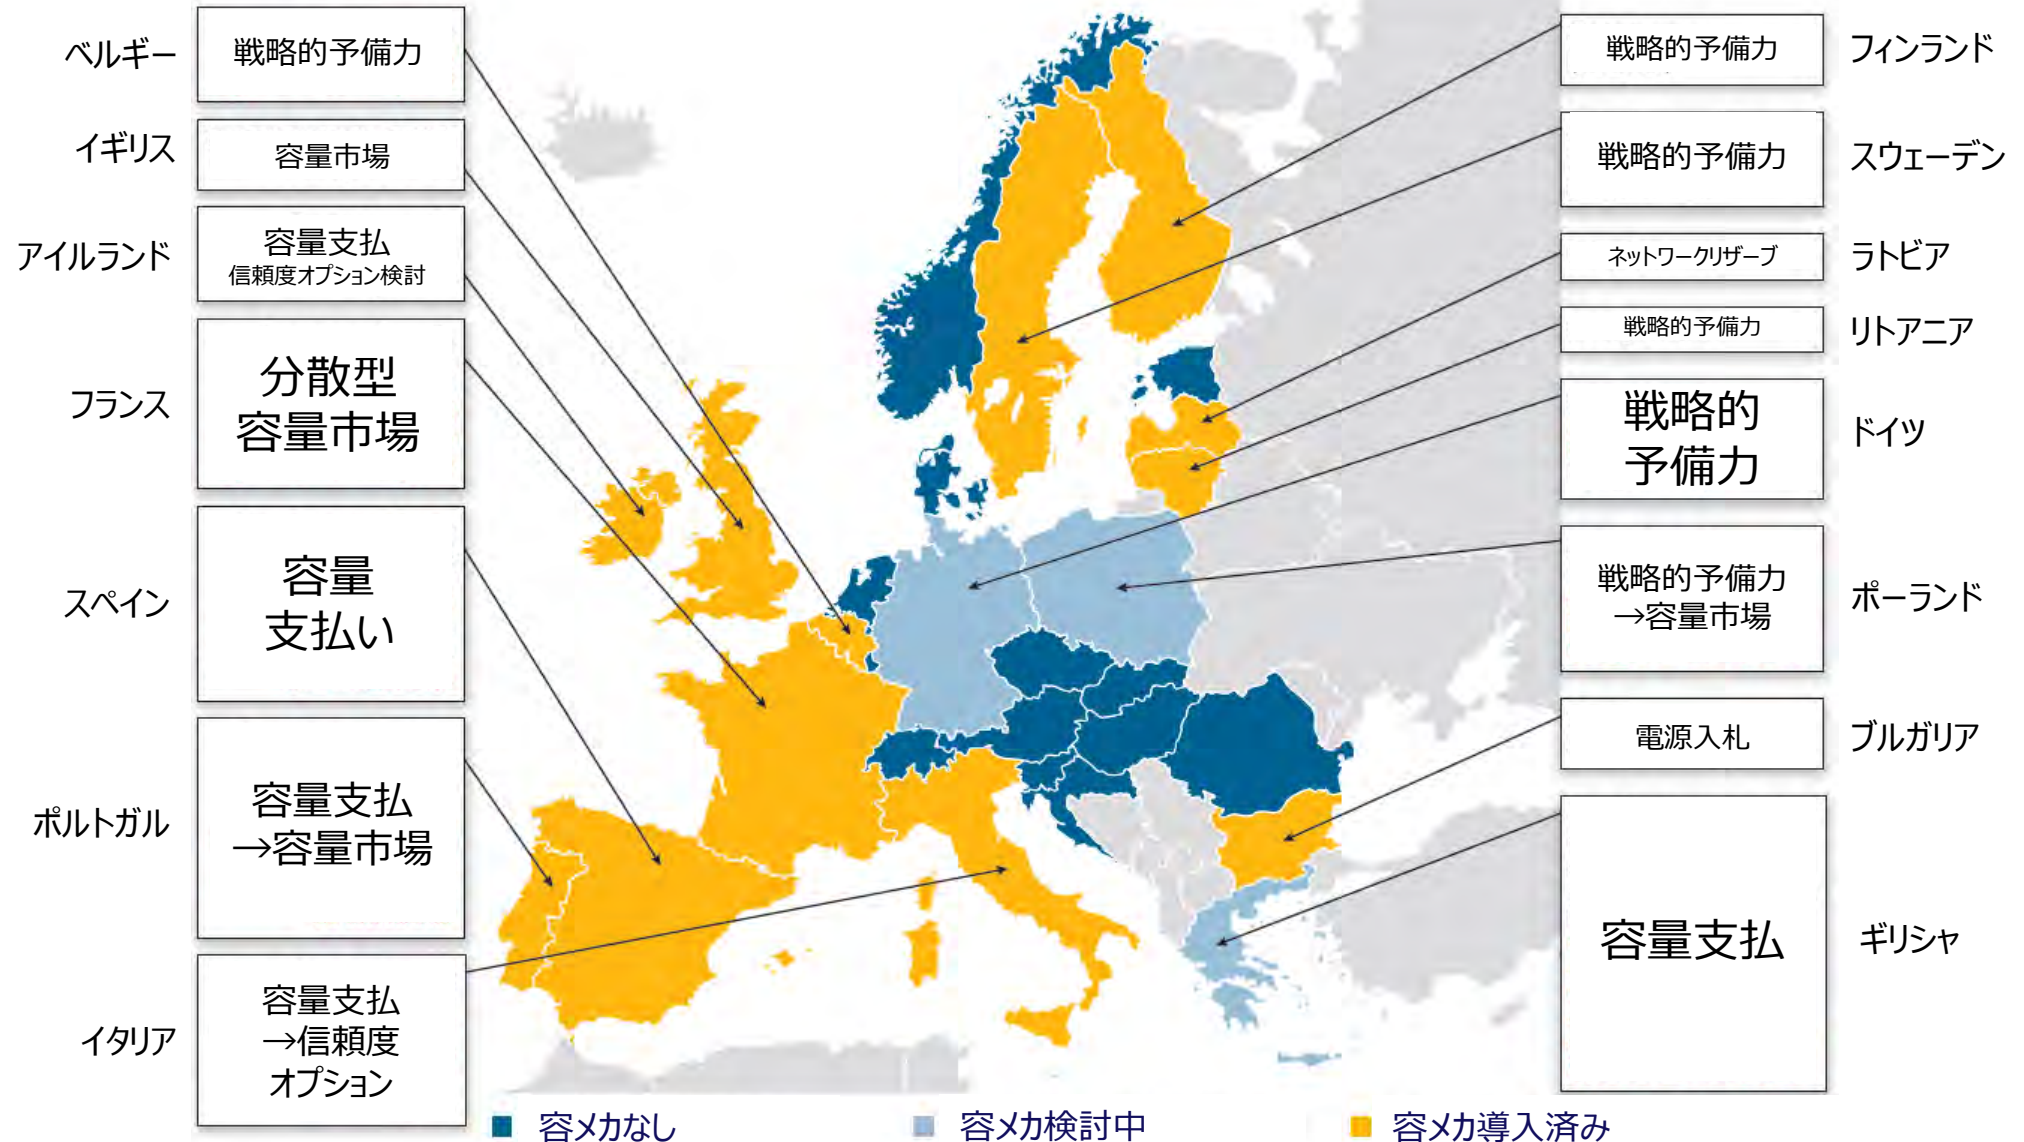 ベルギー
戦略的予備力
イギリス
容量市場
アイルランド
容量支払
信頼度オプション検討
フランス
分散型
容量市場
スペイン
容量
支払い
ポルトガル
容量支払
→容量市場
イタリア
容量支払
→信頼度
オプション
戦略的予備力
フィンランド
戦略的予備力
スウェーデン
ネットワークリザーブ
ラトビア
戦略的予備力
リトアニア
戦略的
予備力
ドイツ
戦略的予備力
→容量市場
ポーランド
電源入札
ブルガリア
容量支払
ギリシャ
容メカなし
容メカ検討中
容メカ導入済み